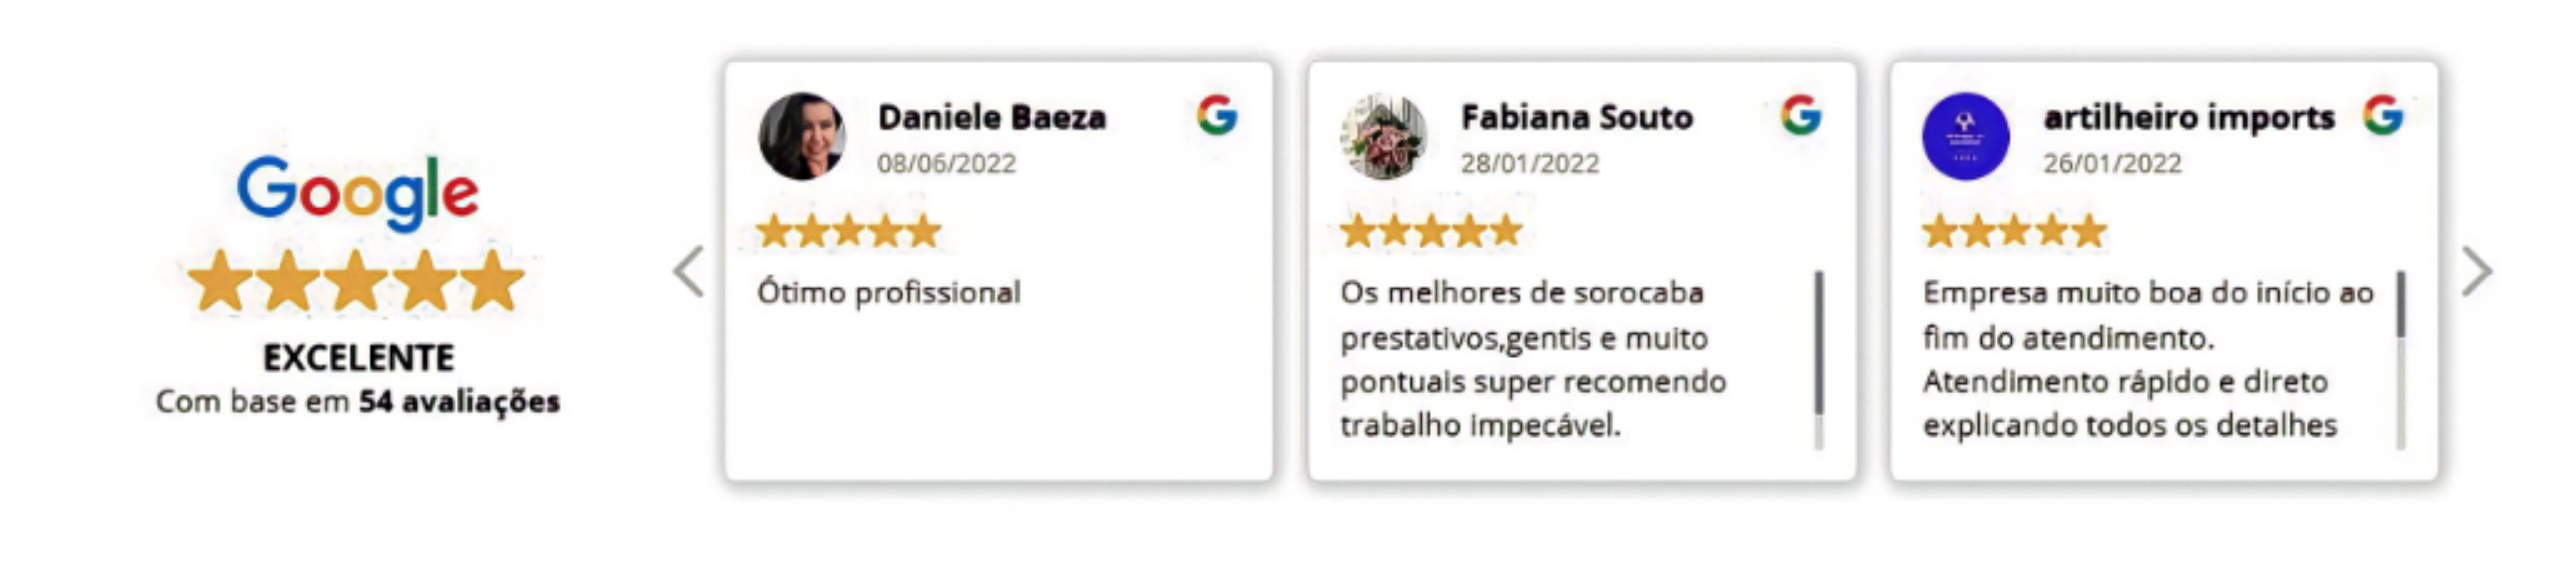 Google
EXCELENTE
Com base em 54 avaliações
Daniele Baeza
08/06/2022
Ótimo profissional
Fabiana Souto
28/01/2022
Os melhores de sorocaba
prestativos,gentis e muito
pontuais super recomendo
trabalho impecável.
artilheiro imports
26/01/2022
Empresa muito boa do início ao
fim do atendimento.
Atendimento rápido e direto
explicando todos os detalhes